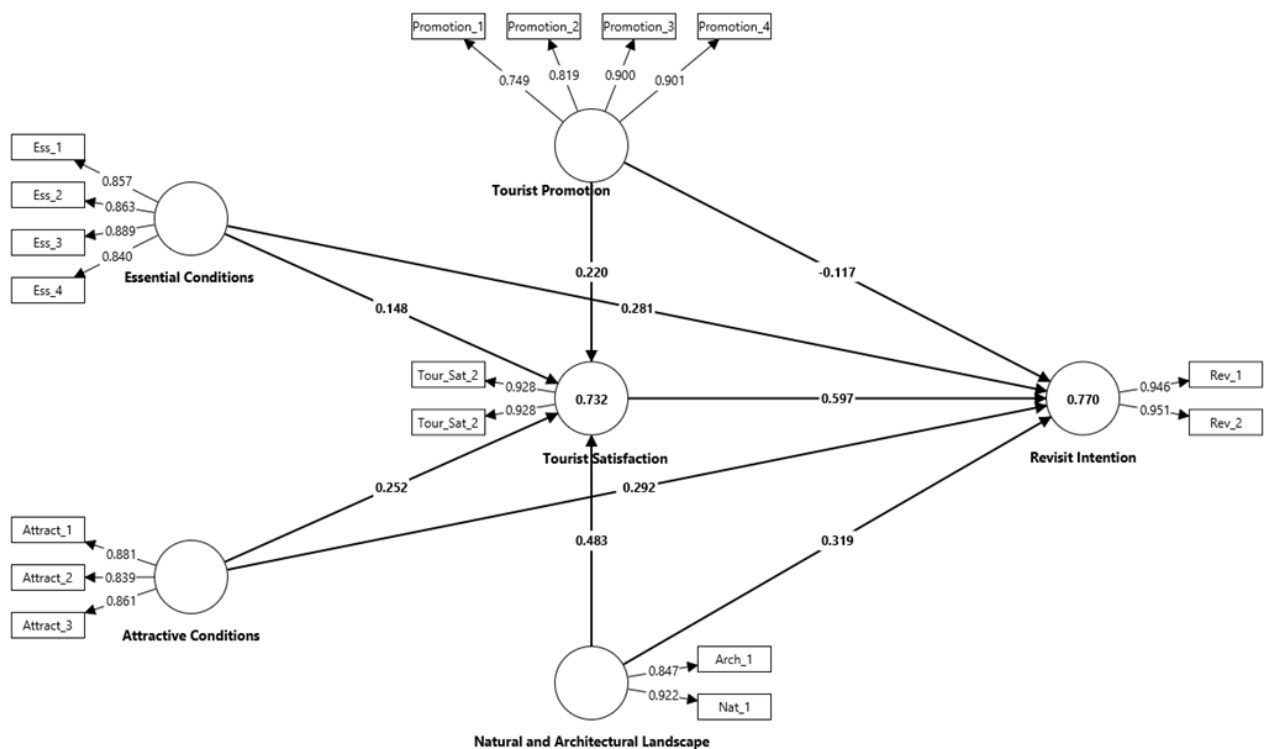 Promotion_1 Promotion_2 Promotion_3 Promotion_4
0.749 0.819 0.900 0.901
Tourist Promotion
Ess_1
Ess_2
Ess_3
Ess_4
0.857
0.863
0.889
0.840
Essential Conditions
0.220
-0.117
0.148
0.281
Tour_Sat_2
Tour_Sat_2
0.928
0.928
0.732
Tourist Satisfaction
0.597
0.770
Revisit Intention
0.946
0.951
Rev_1
Rev_2
0.252
0.292
Attract_1
Attract_2
Attract_3
0.881
0.839
0.861
Attractive Conditions
0.483
0.319
0.847
0.922
Arch_1
Nat_1
Natural and Architectural Landscape